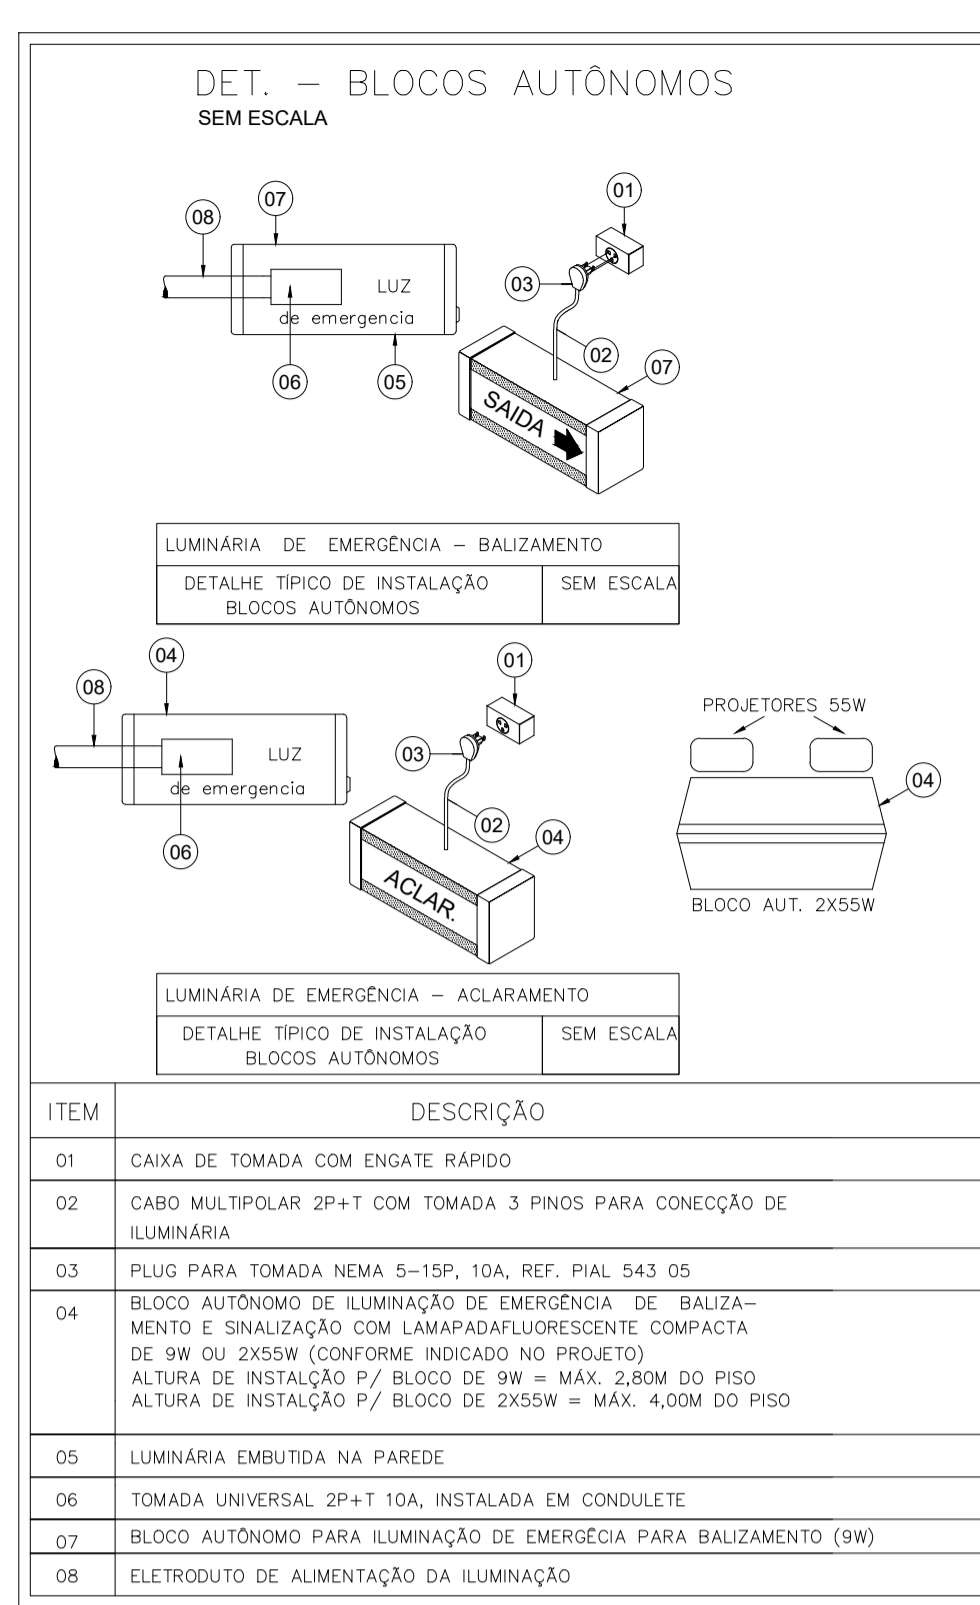 DET. – BLOCOS AUTÔNOMOS
SEM ESCALA
01
07
08
03
LUZ
de emergencia
02
07
06
05
SAIDA
LUMINÁRIA DE EMERGÊNCIA – BALIZAMENTO
DETALHE TÍPICO DE INSTALAÇÃO
BLOCOS AUTÔNOMOS
SEM ESCALA
04
01
08
PROJETORES 55W
03
LUZ
de emergencia
04
02
04
06
ACLAR.
BLOCO AUT. 2X55W
LUMINÁRIA DE EMERGÊNCIA – ACLARAMENTO
DETALHE TÍPICO DE INSTALAÇÃO
BLOCOS AUTÔNOMOS
SEM ESCALA
ITEM DESCRIÇÃO
01 CAIXA DE TOMADA COM ENGATE RÁPIDO
02 CABO MULTIPOLAR 2P+T COM TOMADA 3 PINOS PARA CONECÇÃO DE
ILUMINÁRIA
03 PLUG PARA TOMADA NEMA 5–15P, 10A, REF. PIAL 543 05
04 BLOCO AUTÔNOMO DE ILUMINAÇÃO DE EMERGÊNCIA DE BALIZA–
MENTO E SINALIZAÇÃO COM LAMAPADAFLUORESCENTE COMPACTA
DE 9W OU 2X55W (CONFORME INDICADO NO PROJETO)
ALTURA DE INSTALÇÃO P/ BLOCO DE 9W = MÁX. 2,80M DO PISO
ALTURA DE INSTALÇÃO P/ BLOCO DE 2X55W = MÁX. 4,00M DO PISO
05 LUMINÁRIA EMBUTIDA NA PAREDE
06 TOMADA UNIVERSAL 2P+T 10A, INSTALADA EM CONDULETE
07 BLOCO AUTÔNOMO PARA ILUMINAÇÃO DE EMERGÊCIA PARA BALIZAMENTO (9W)
08 ELETRODUTO DE ALIMENTAÇÃO DA ILUMINAÇÃO